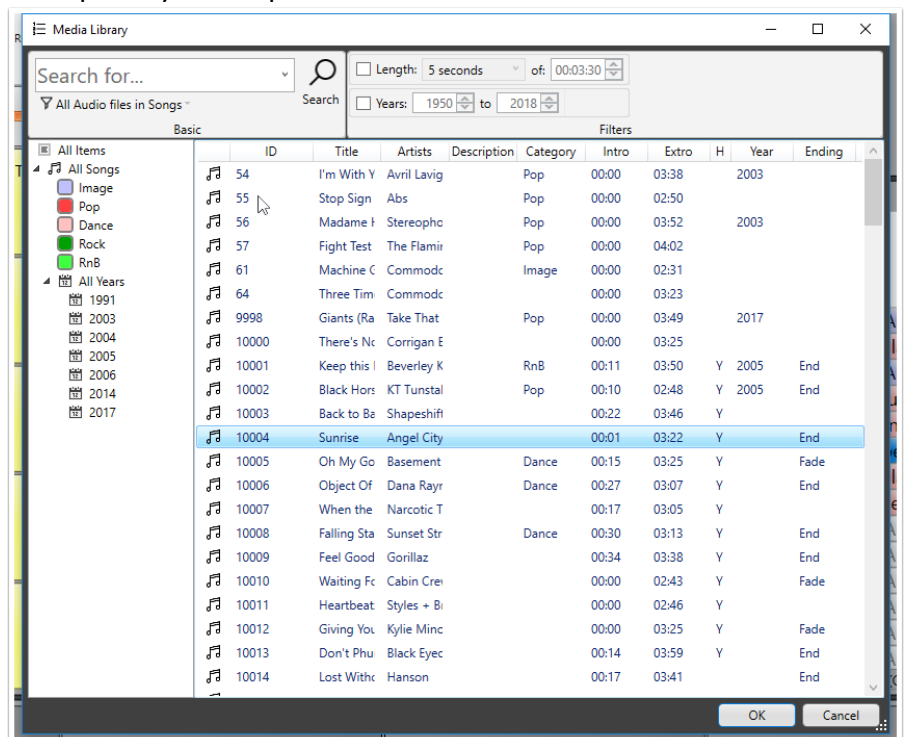 Media Library
Search for...
Search
All Audio files in Songs
Basic
Length: 5 seconds of: 00:03:30
Years: 1950 to 2018
Filters
All Items
All Songs
Image
Pop
Dance
Rock
RnB
All Years
1991
2003
2004
2005
2006
2014
2017
ID Title Artists Description Category Intro Extro H Year Ending
54 I'm With Y Avril Lavig Pop 00:00 03:38 2003
55 Stop Sign Abs Pop 00:00 02:50
56 Madame H Stereopho Pop 00:00 03:52 2003
57 Fight Test The Flamin Pop 00:00 04:02
61 Machine G Commodo Image 00:00 02:31
64 Three Time Commodo 00:00 03:23
9998 Giants (Ra Take That Pop 00:00 03:49 2017
10000 There's No Corrigan E 00:00 03:25
10001 Keep this Beverley K RnB 00:11 03:50 Y 2005 End
10002 Black Hors KT Tunstal Pop 00:10 02:48 Y 2005 End
10003 Back to Ba Shapeshift 00:22 03:46 Y
10004 Sunrise Angel City 00:01 03:22 Y End
10005 Oh My Go Basement Dance 00:15 03:25 Y Fade
10006 Object Of Dana Rayn Dance 00:27 03:07 Y End
10007 When the Narcotic T 00:17 03:05 Y
10008 Falling Sta Sunset Str Dance 00:30 03:13 Y End
10009 Feel Good Gorillaz 00:34 03:38 Y End
10010 Waiting Fo Cabin Crew 00:00 02:43 Y Fade
10011 Heartbeat Styles + Br 00:00 02:46 Y
10012 Giving You Kylie Mino 00:00 03:25 Y Fade
10013 Don't Phu Black Eyed 00:14 03:59 Y End
10014 Lost Witho Hanson 00:17 03:41 End
OK Cancel